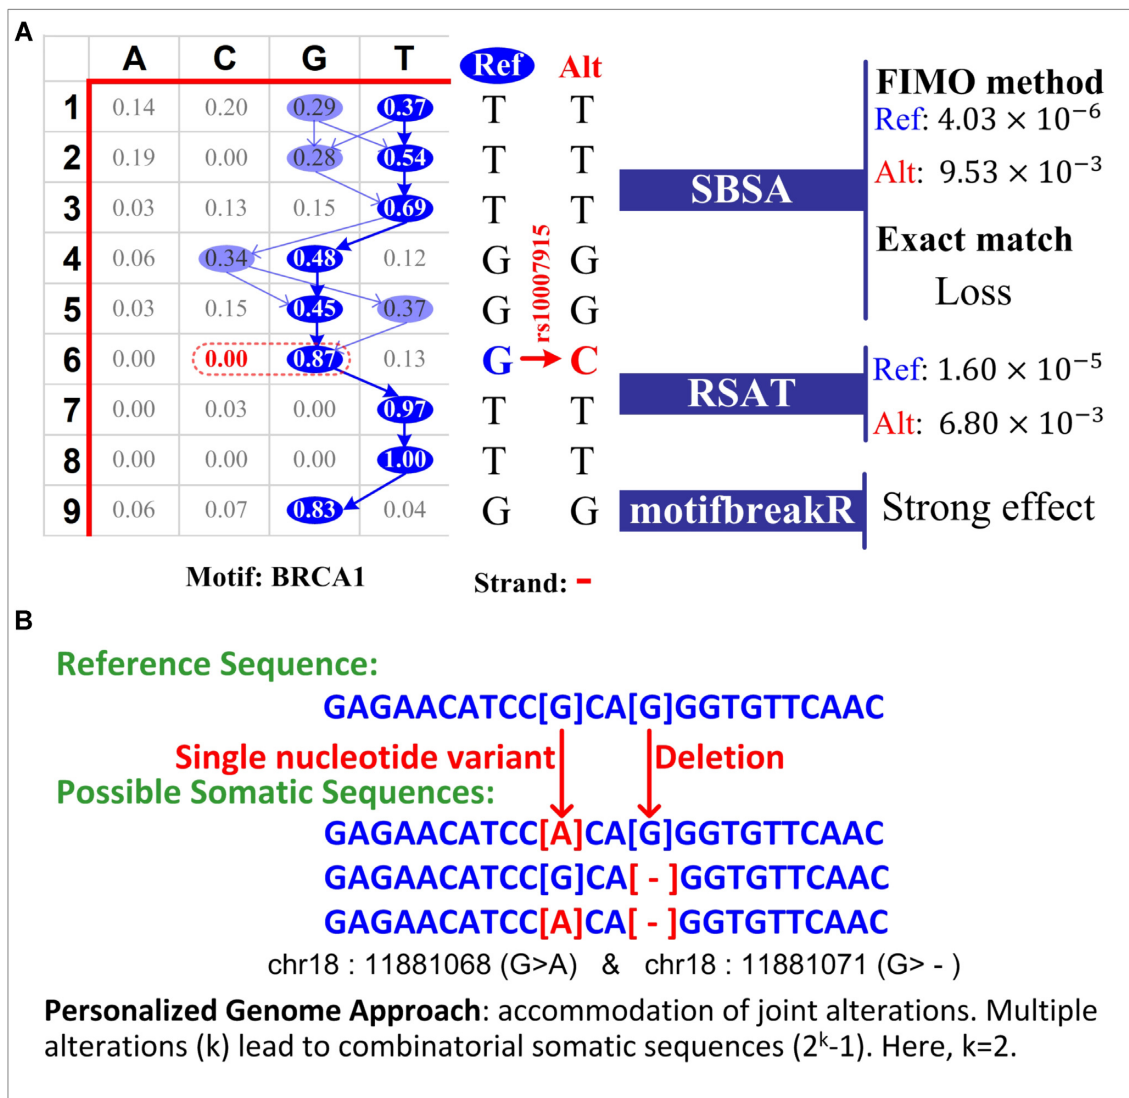 A
A C G T Ref Alt
1 0.14 0.20 0.29 0.37 T T
2 0.19 0.00 0.28 0.54 T T
3 0.03 0.13 0.15 0.69 T T
4 0.06 0.34 0.48 0.12 G G
5 0.03 0.15 0.45 0.37 G G
6 0.00 0.00 0.87 0.13 G C
7 0.00 0.03 0.00 0.97 T T
8 0.00 0.00 0.00 1.00 T T
9 0.06 0.07 0.83 0.04 G G
rs10007915
Motif: BRCA1
Strand: -
SBSA
FIMO method
Ref: 4.03 × 10⁻⁶
Alt: 9.53 × 10⁻³
Exact match
Loss
RSAT
Ref: 1.60 × 10⁻⁵
Alt: 6.80 × 10⁻³
motifbreakR
Strong effect
B
Reference Sequence:
GAGAACATCC[G]CA[G]GGTGTTCAAC
Single nucleotide variant
Deletion
Possible Somatic Sequences:
GAGAACATCC[A]CA[G]GGTGTTCAAC
GAGAACATCC[G]CA[ - ]GGTGTTCAAC
GAGAACATCC[A]CA[ - ]GGTGTTCAAC
chr18 : 11881068 (G>A) & chr18 : 11881071 (G> - )
Personalized Genome Approach: accommodation of joint alterations. Multiple
alterations (k) lead to combinatorial somatic sequences (2ᵏ-1). Here, k=2.